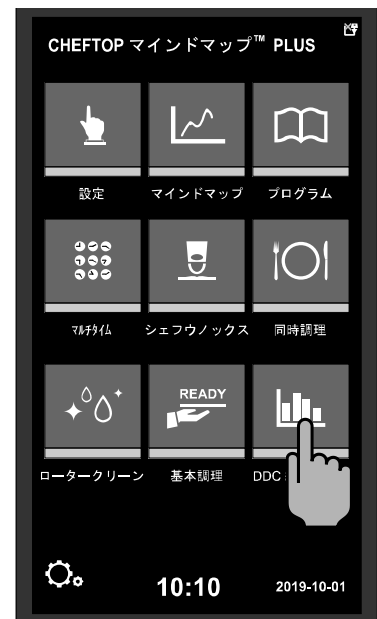 CHEFTOP マインドマップ™ PLUS
設定 マインドマップ プログラム
ﾏﾙﾁﾀｲﾑ シェフウノックス 同時調理
READY
ロータークリーン 基本調理 DDC
10:10 2019-10-01